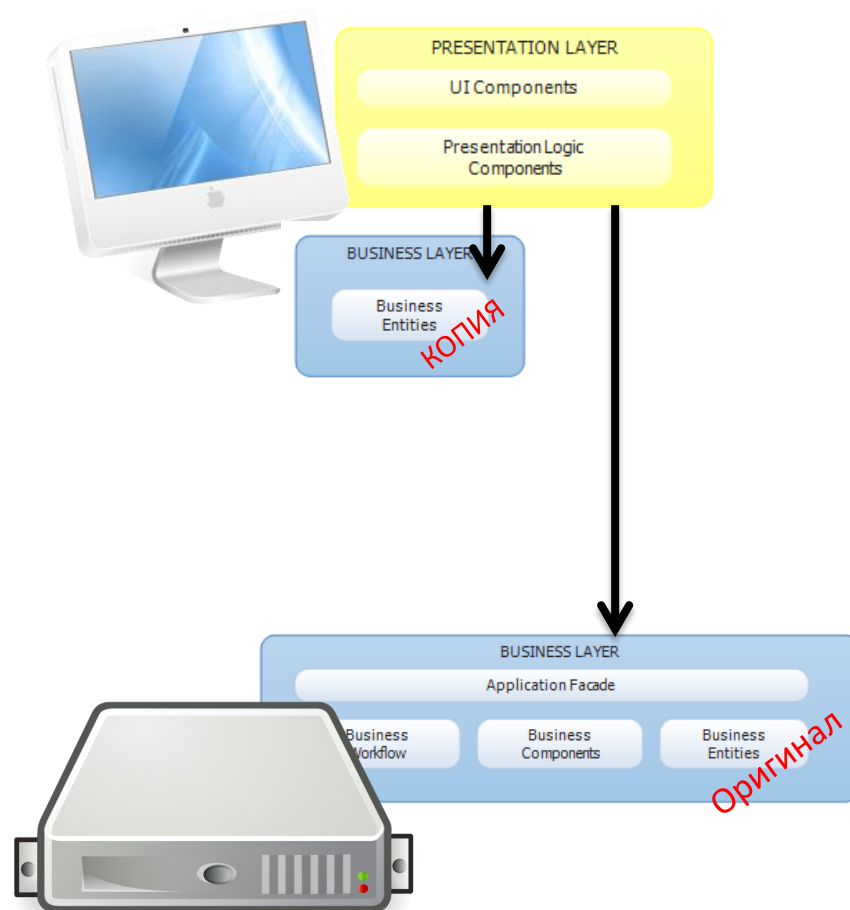 PRESENTATION LAYER
UI Components
Presentation Logic
Components
BUSINESS LAYER
Business
Entities
КОПИЯ
BUSINESS LAYER
Application Facade
Business
Workflow
Business
Components
Business
Entities
Оригинал